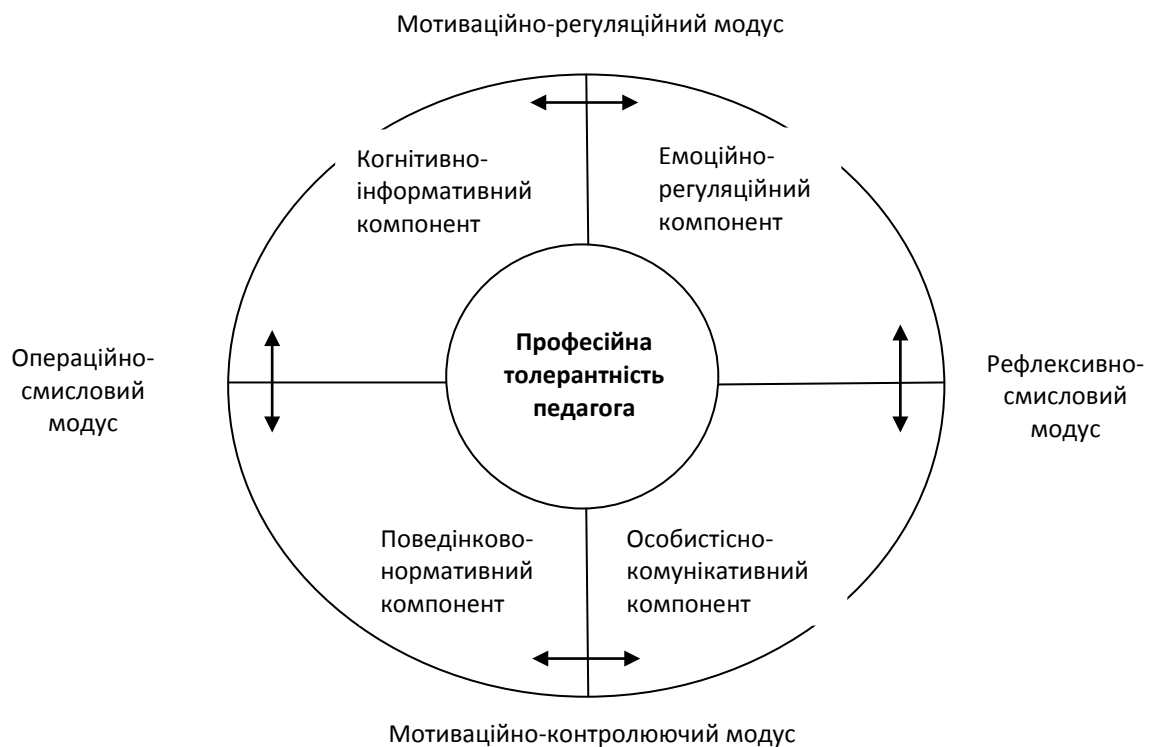 Мотиваційно-регуляційний модус
Когнітивно-
інформативний
компонент
Емоційно-
регуляційний
компонент
Операційно-
смисловий
модус
Професійна
толерантність
педагога
Рефлексивно-
смисловий
модус
Поведінково-
нормативний
компонент
Особистісно-
комунікативний
компонент
Мотиваційно-контролюючий модус